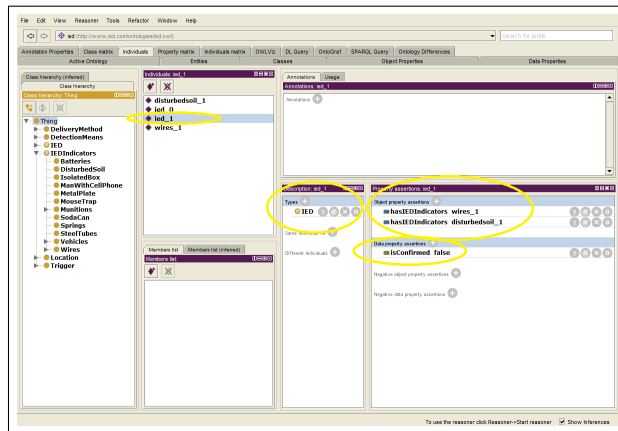 File Edit View Reasoner Tools Refactor Window Help
ied (http://www.ied.com/ontologies/ied.owl)
Search for entity
Annotation Properties Class matrix Individuals Property matrix Individuals matrix OWLViz DL Query OntoGraf SPARQL Query Ontology Differences
Active Ontology Entities Classes Object Properties Data Properties
Class hierarchy (inferred)
Class hierarchy
Class hierarchy: Thing
Thing
DeliveryMethod
DetectionMeans
IED
IEDIndicators
Batteries
DisturbedSoil
IsolatedBox
ManWithCellPhone
MetalPlate
MouseTrap
Munitions
SodaCan
Springs
SteelTubes
Vehicles
Wires
Location
Trigger
Individuals: ied_1
disturbedsoil_1
ied_0
ied_1
wires_1
Members list Members list (inferred)
Members list:
Annotations Usage
Annotations: ied_1
Annotations
Description: ied_1
Types
IED
Different individuals
Property assertions: ied_1
Object property assertions
hasIEDIndicators wires_1
hasIEDIndicators disturbedsoil_1
Data property assertions
isConfirmed false
Negative object property assertions
Negative data property assertions
To use the reasoner click Reasoner->Start reasoner Show Inferences